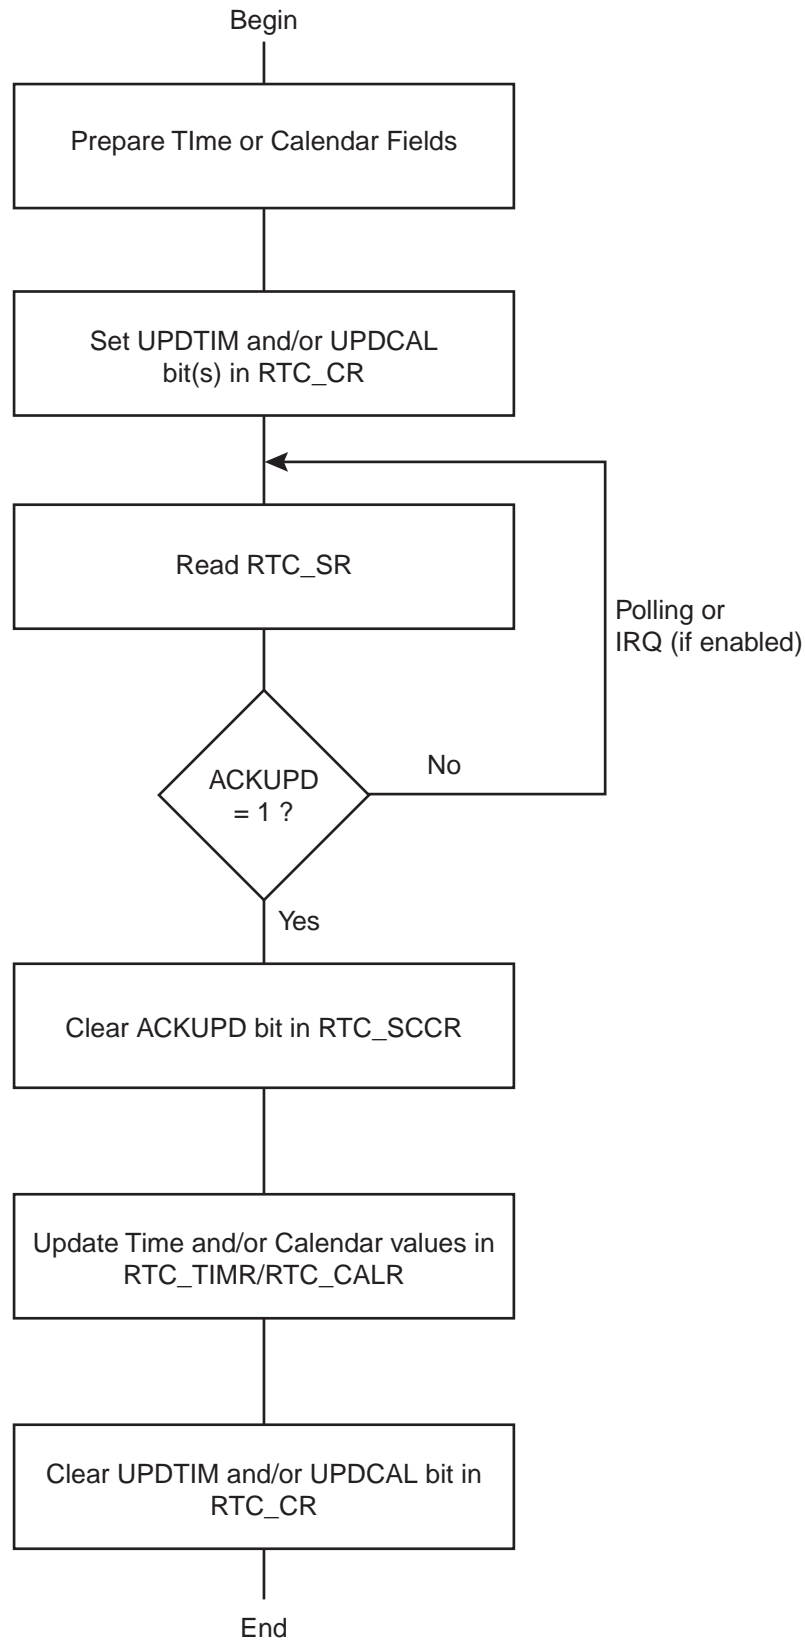 Begin
Prepare TIme or Calendar Fields
Set UPDTIM and/or UPDCAL
bit(s) in RTC_CR
Read RTC_SR
Polling or
IRQ (if enabled)
ACKUPD
= 1 ?
No
Yes
Clear ACKUPD bit in RTC_SCCR
Update Time and/or Calendar values in
RTC_TIMR/RTC_CALR
Clear UPDTIM and/or UPDCAL bit in
RTC_CR
End